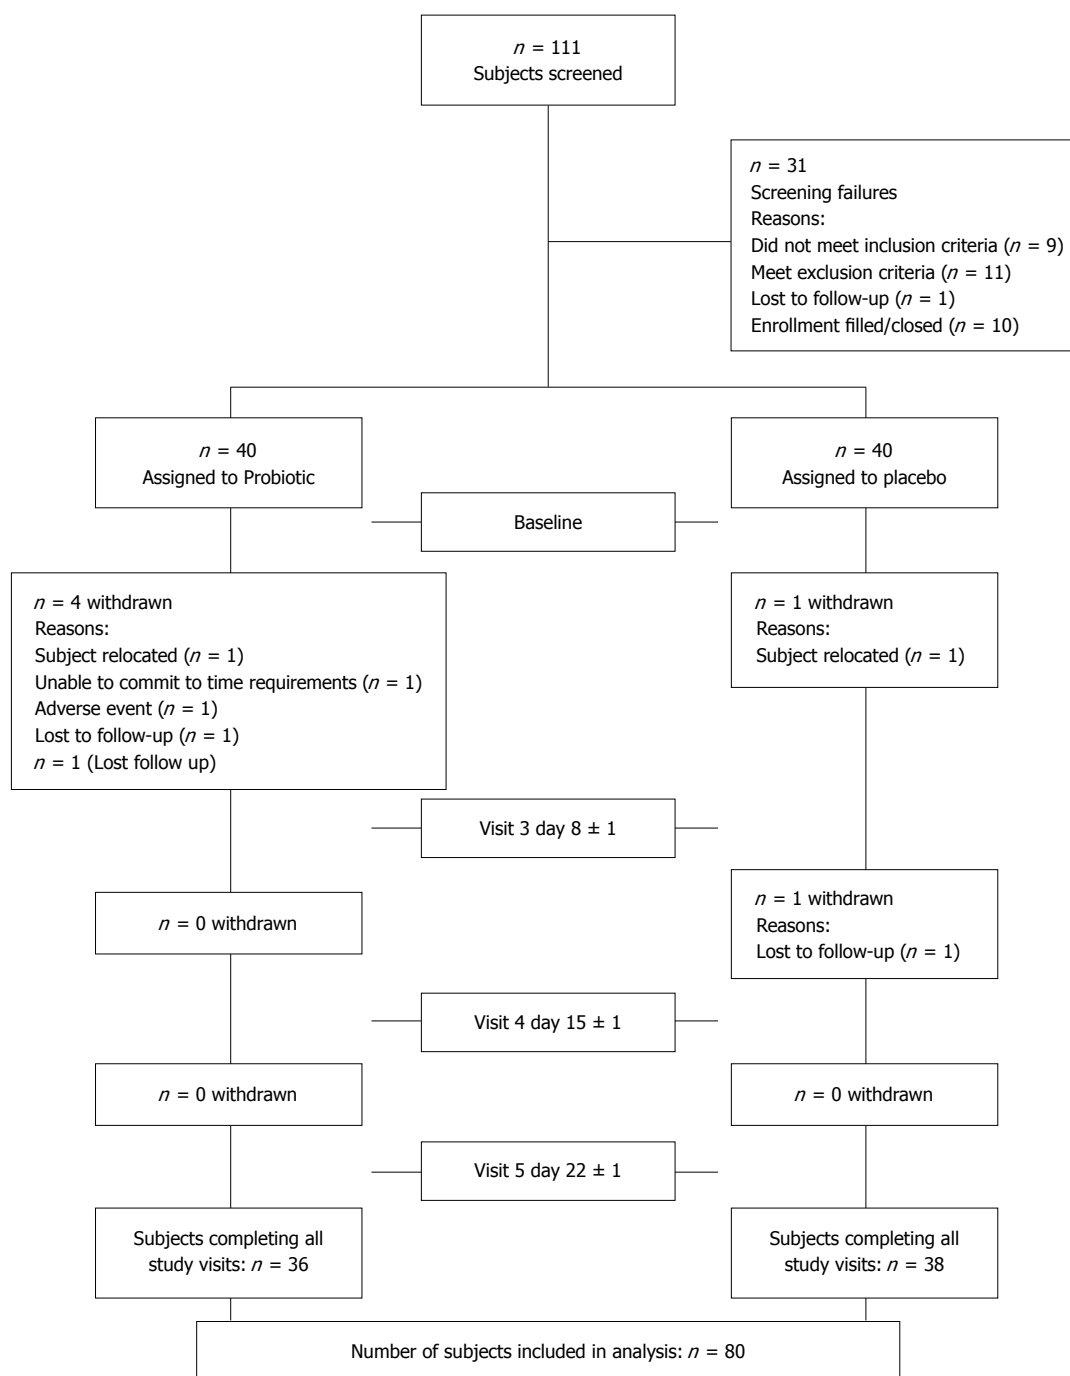 n = 111
Subjects screened
n = 31
Screening failures
Reasons:
Did not meet inclusion criteria (n = 9)
Meet exclusion criteria (n = 11)
Lost to follow-up (n = 1)
Enrollment filled/closed (n = 10)
n = 40
Assigned to Probiotic
n = 40
Assigned to placebo
Baseline
n = 4 withdrawn
Reasons:
Subject relocated (n = 1)
Unable to commit to time requirements (n = 1)
Adverse event (n = 1)
Lost to follow-up (n = 1)
n = 1 (Lost follow up)
n = 1 withdrawn
Reasons:
Subject relocated (n = 1)
Visit 3 day 8 ± 1
n = 0 withdrawn
n = 1 withdrawn
Reasons:
Lost to follow-up (n = 1)
Visit 4 day 15 ± 1
n = 0 withdrawn
n = 0 withdrawn
Visit 5 day 22 ± 1
Subjects completing all
study visits: n = 36
Subjects completing all
study visits: n = 38
Number of subjects included in analysis: n = 80